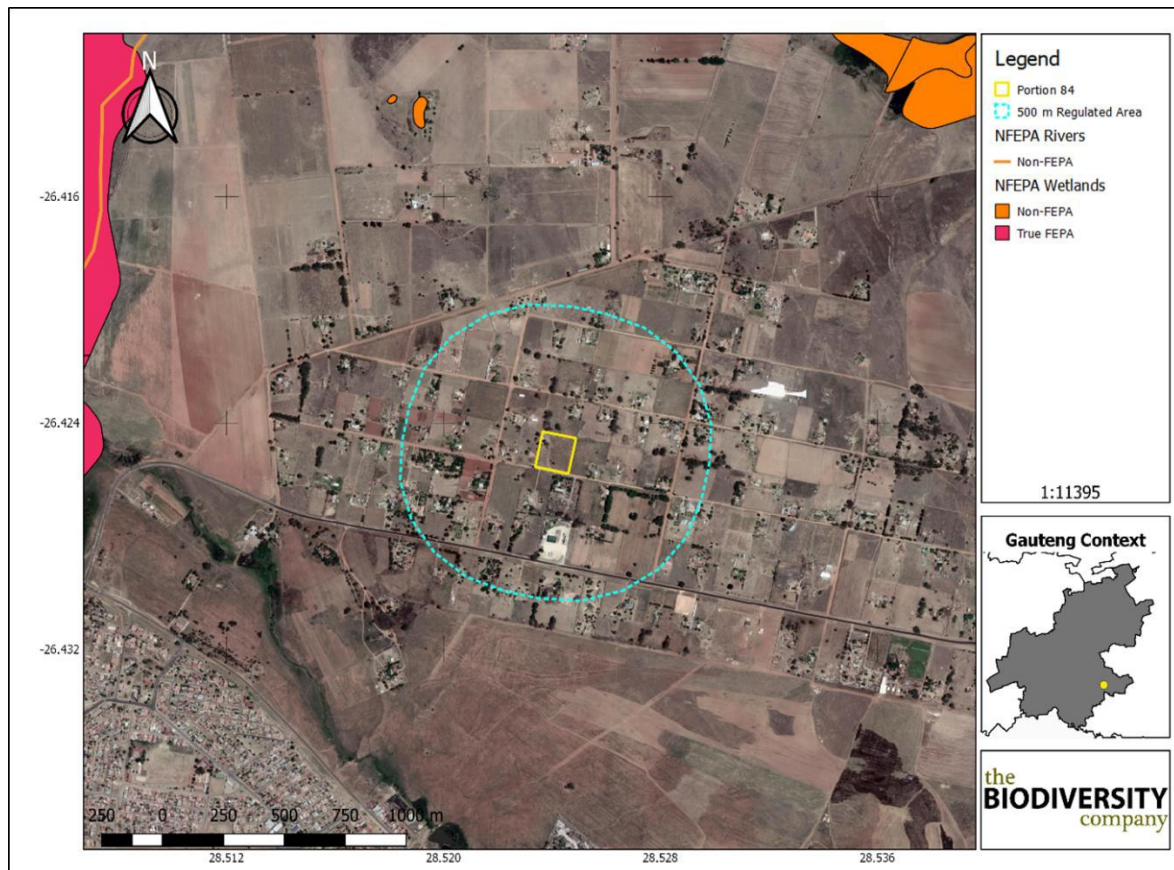 N
-26.416
-26.424
-26.432
250 0 250 500 750 1000 m
28.512 28.520 28.528 28.536
Legend
Portion 84
500 m Regulated Area
NFEPA Rivers
Non-FEPA
NFEPA Wetlands
Non-FEPA
True FEPA
1:11395
Gauteng Context
the
BIODIVERSITY
company